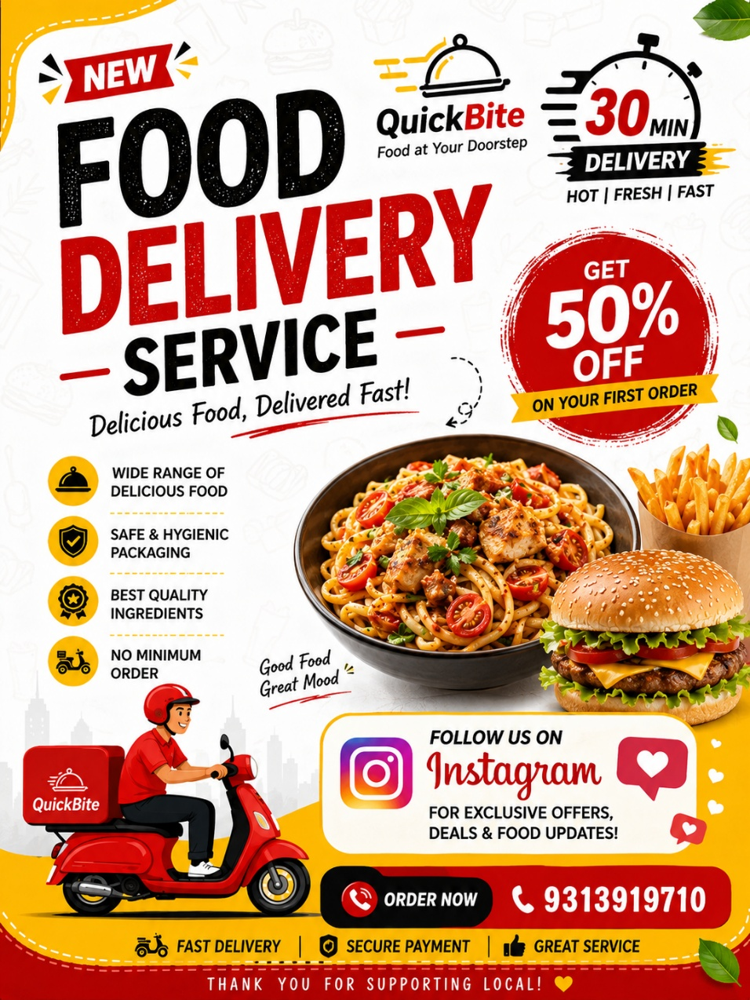 NEW
FOOD
DELIVERY
SERVICE
Delicious Food, Delivered Fast!
QuickBite
Food at Your Doorstep
30 MIN
DELIVERY
HOT | FRESH | FAST
GET
50%
OFF
ON YOUR FIRST ORDER
WIDE RANGE OF
DELICIOUS FOOD
SAFE & HYGIENIC
PACKAGING
BEST QUALITY
INGREDIENTS
NO MINIMUM
ORDER
Good Food
Great Mood
QuickBite
FOLLOW US ON
Instagram
FOR EXCLUSIVE OFFERS,
DEALS & FOOD UPDATES!
ORDER NOW
9313919710
FAST DELIVERY | SECURE PAYMENT | GREAT SERVICE
THANK YOU FOR SUPPORTING LOCAL!